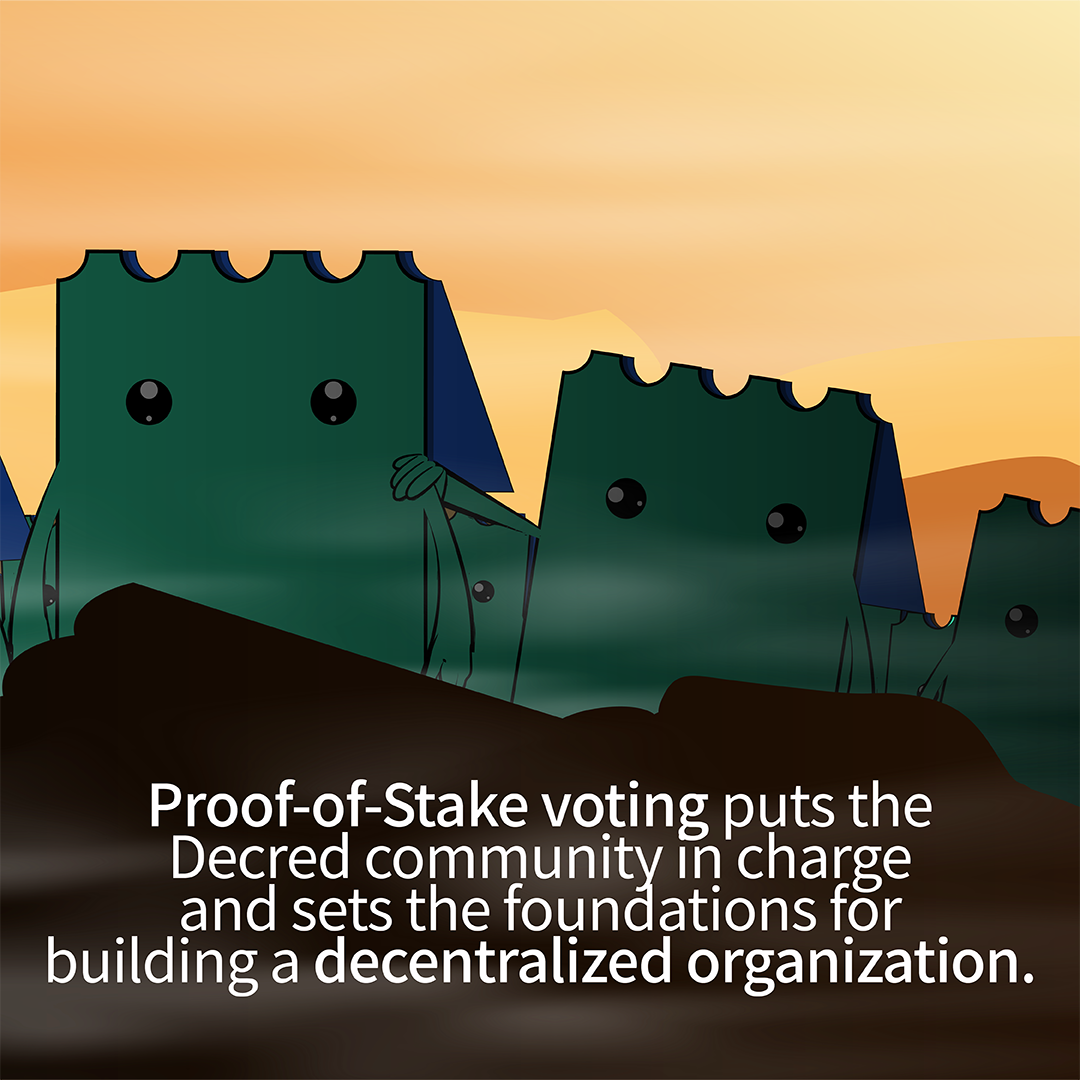 Proof-of-Stake voting puts the
Decred community in charge
and sets the foundations for
building a decentralized organization.